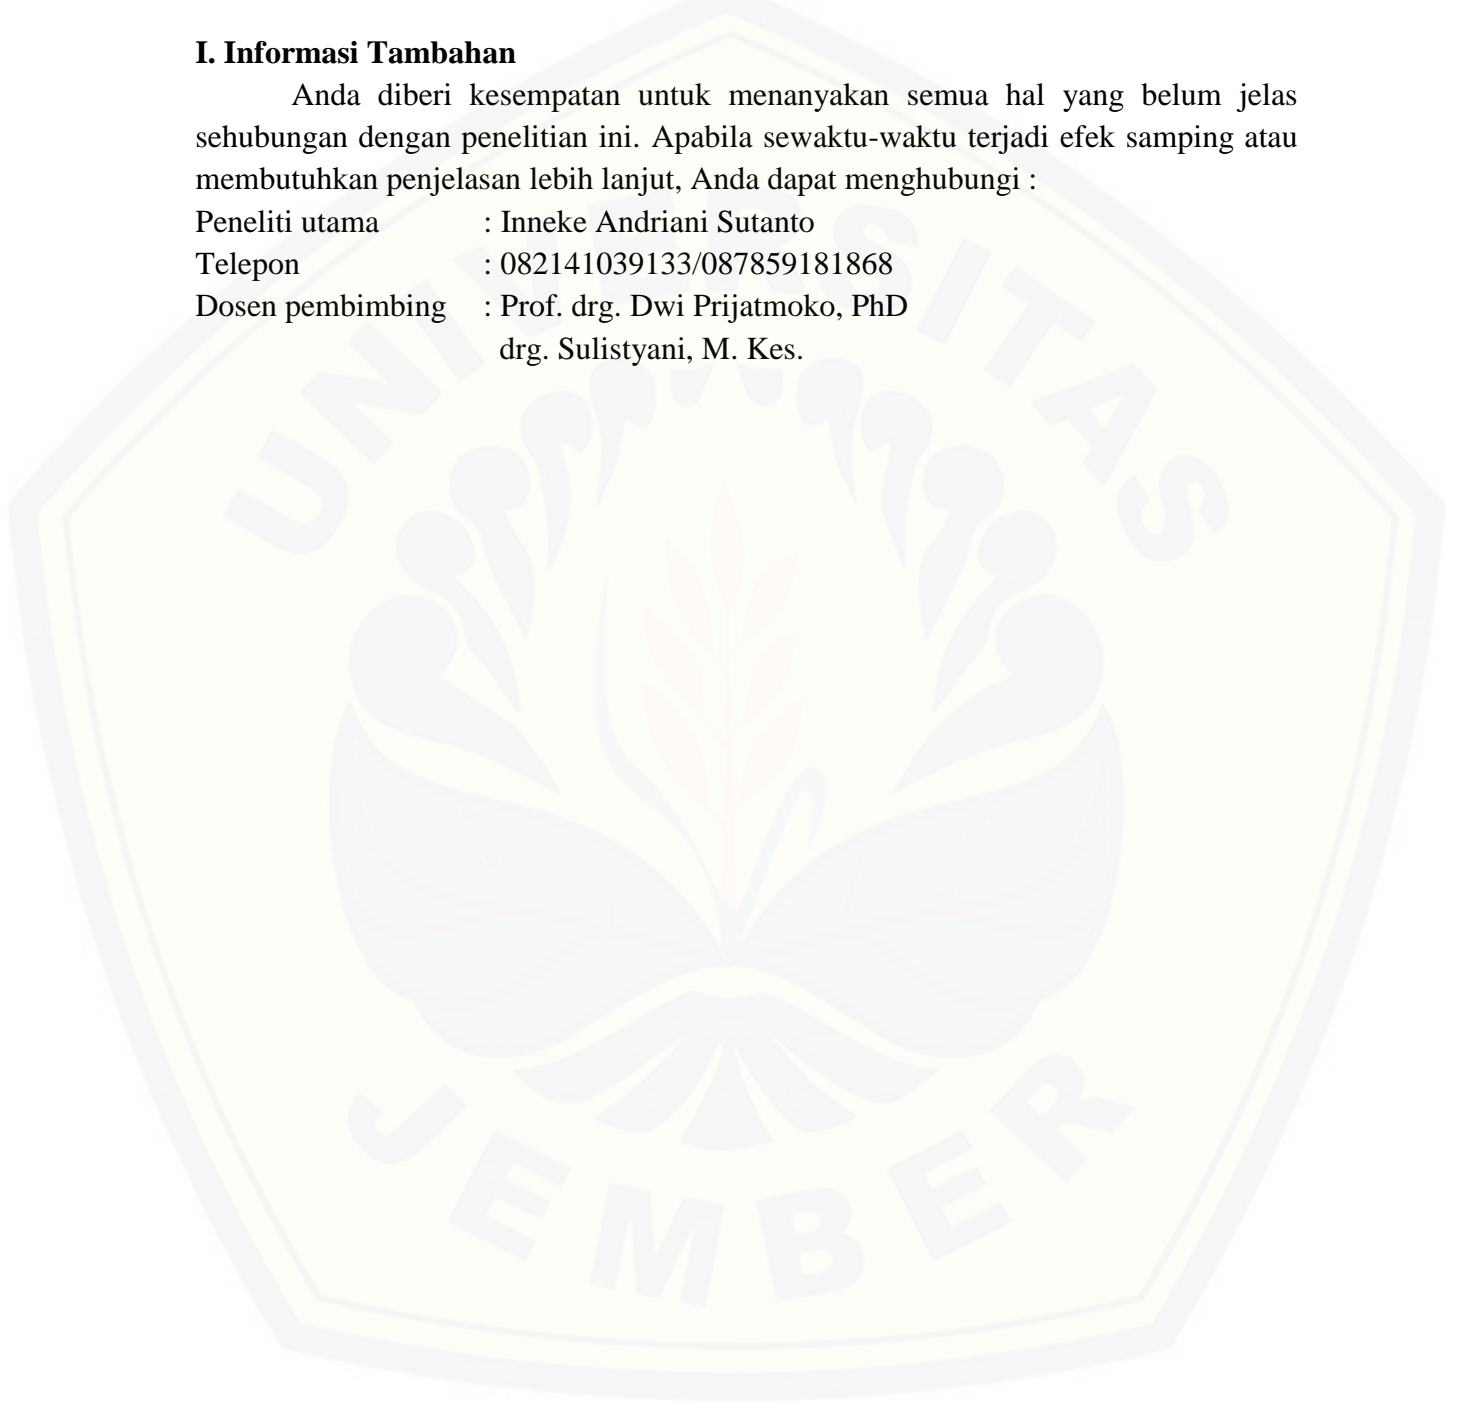 I. Informasi Tambahan
Anda diberi kesempatan untuk menanyakan semua hal yang belum jelas
sehubungan dengan penelitian ini. Apabila sewaktu-waktu terjadi efek samping atau
membutuhkan penjelasan lebih lanjut, Anda dapat menghubungi :
Peneliti utama : Inneke Andriani Sutanto
Telepon : 082141039133/087859181868
Dosen pembimbing : Prof. drg. Dwi Prijatmoko, PhD
drg. Sulistyani, M. Kes.
UNIVERSITAS
JEMBER